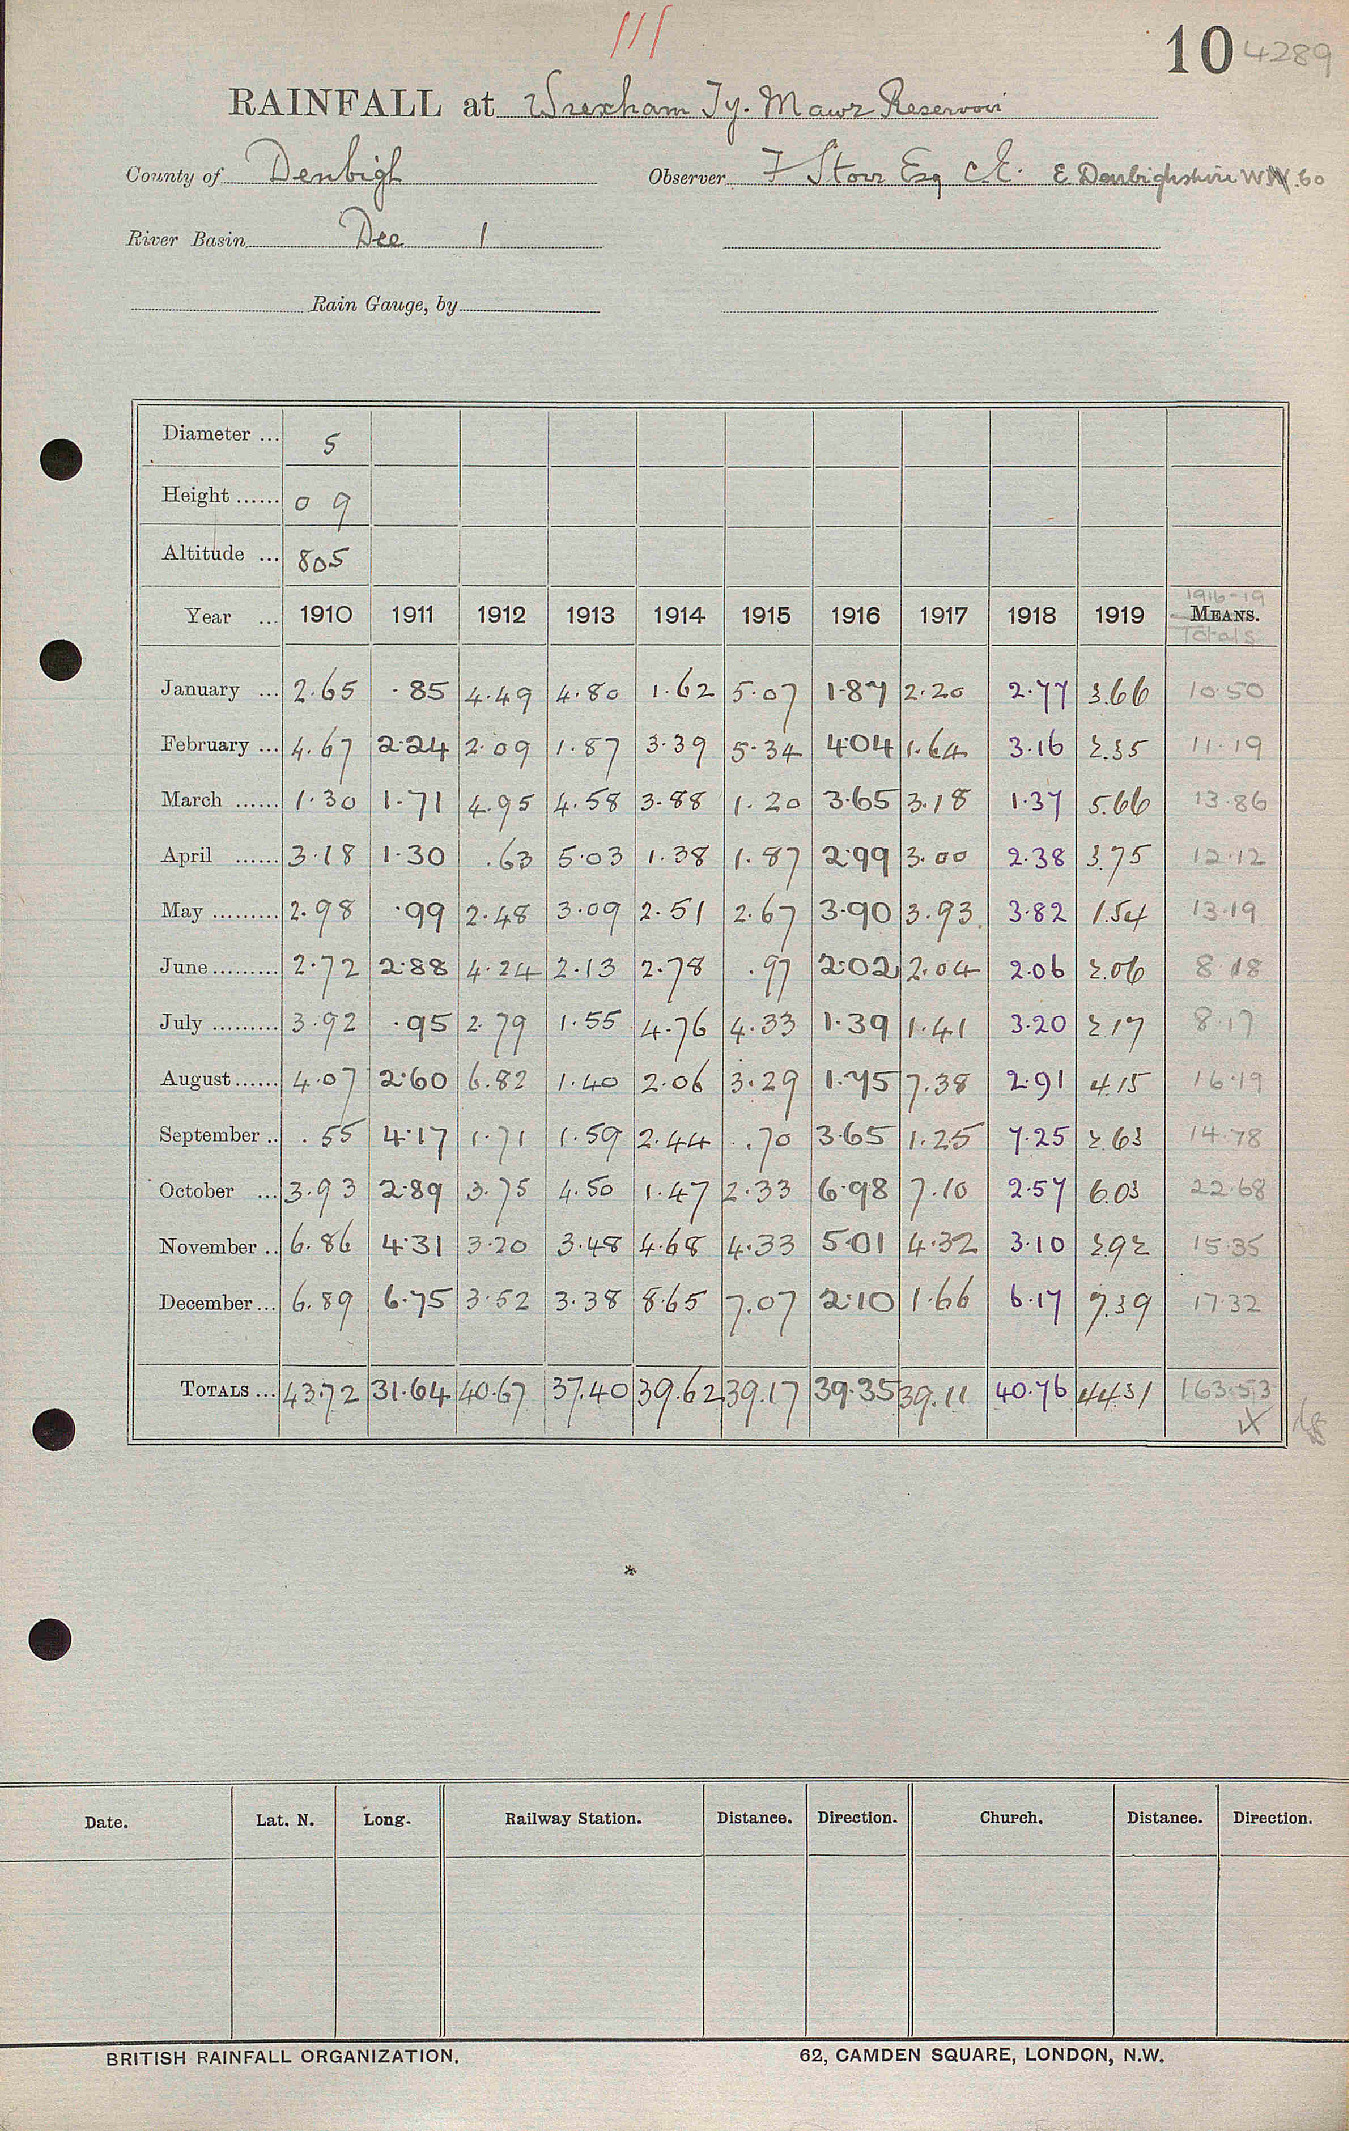 111
10 4289
RAINFALL at Wrexham Ty. Mawr Reservoir
County of Denbigh Observer F Storr Esq C.E. E Denbighshire W.W. 60
River Basin Dee 1
Rain Gauge, by
Diameter ... 5
Height ...... 0 9
Altitude ... 805
1916-19
Year ... 1910 1911 1912 1913 1914 1915 1916 1917 1918 1919 MEANS.
Totals
January ... 2.65 .85 4.49 4.80 1.62 5.07 1.87 2.20 2.77 3.66 10.50
February ... 4.67 2.24 2.09 1.87 3.39 5.34 4.04 1.64 3.16 2.35 11.19
March ...... 1.30 1.71 4.95 4.58 3.88 1.20 3.65 3.18 1.37 5.66 13.86
April ...... 3.18 1.30 .63 5.03 1.38 1.87 2.99 3.00 2.38 3.75 12.12
May ......... 2.98 .99 2.48 3.09 2.51 2.67 3.90 3.93 3.82 1.54 13.19
June ......... 2.72 2.88 4.24 2.13 2.78 .97 2.02 2.04 2.06 2.06 8.18
July ......... 3.92 .95 2.79 1.55 4.76 4.33 1.39 1.41 3.20 2.17 8.17
August ...... 4.07 2.60 6.82 1.40 2.06 3.29 1.75 7.38 2.91 4.15 16.19
September .. .55 4.17 1.71 1.59 2.44 .70 3.65 1.25 7.25 2.63 14.78
October ... 3.93 2.89 3.75 4.50 1.47 2.33 6.98 7.10 2.57 6.03 22.68
November .. 6.86 4.31 3.20 3.48 4.68 4.33 5.01 4.32 3.10 2.92 15.35
December ... 6.89 6.75 3.52 3.38 8.65 7.07 2.10 1.66 6.17 7.39 17.32
TOTALS ... 43.72 31.64 40.67 37.40 39.62 39.17 39.35 39.11 40.76 44.31 163.53
*
Date. Lat. N. Long. Railway Station. Distance. Direction. Church. Distance. Direction.
BRITISH RAINFALL ORGANIZATION. 62, CAMDEN SQUARE, LONDON, N.W.